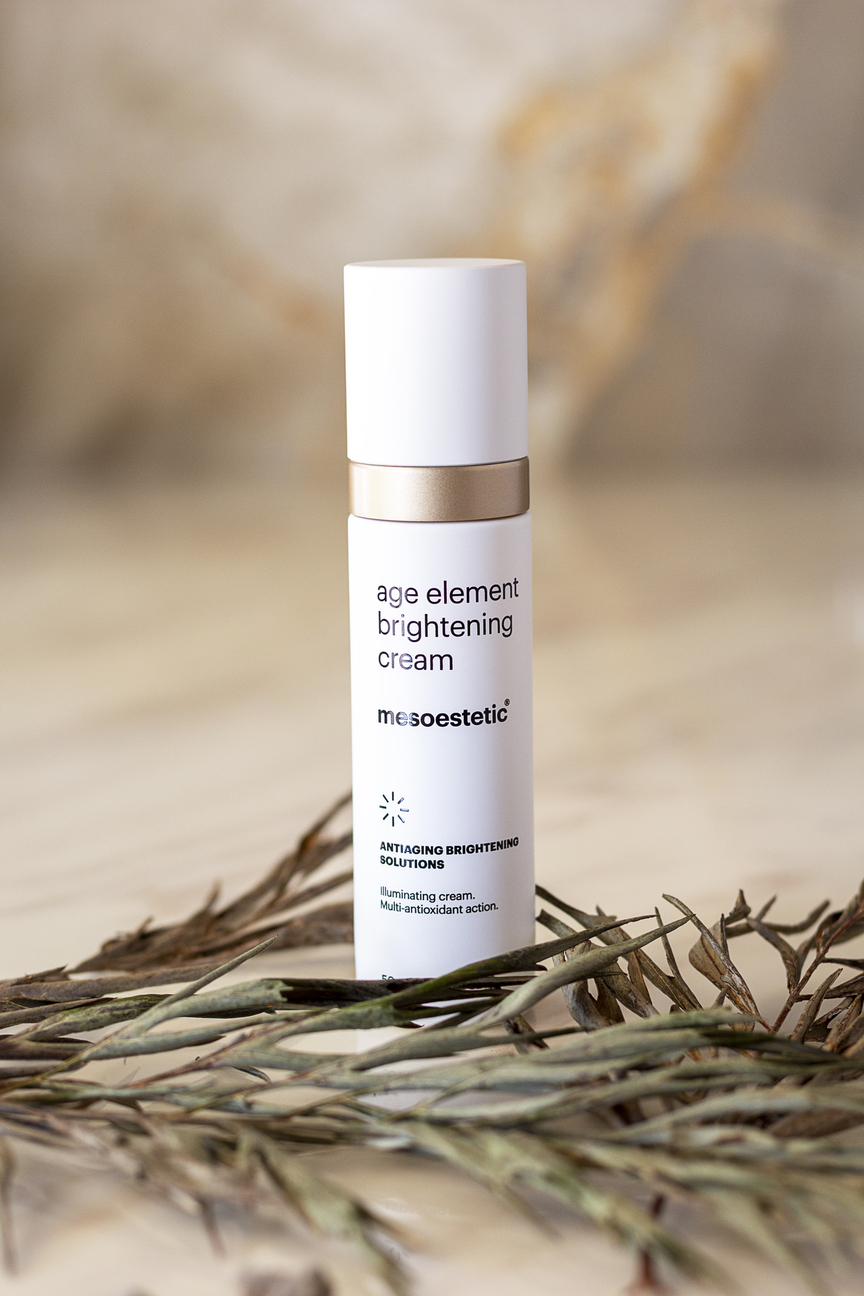 age element
brightening
cream
mesoestetic®
ANTIAGING BRIGHTENING
SOLUTIONS
Illuminating cream.
Multi-antioxidant action.